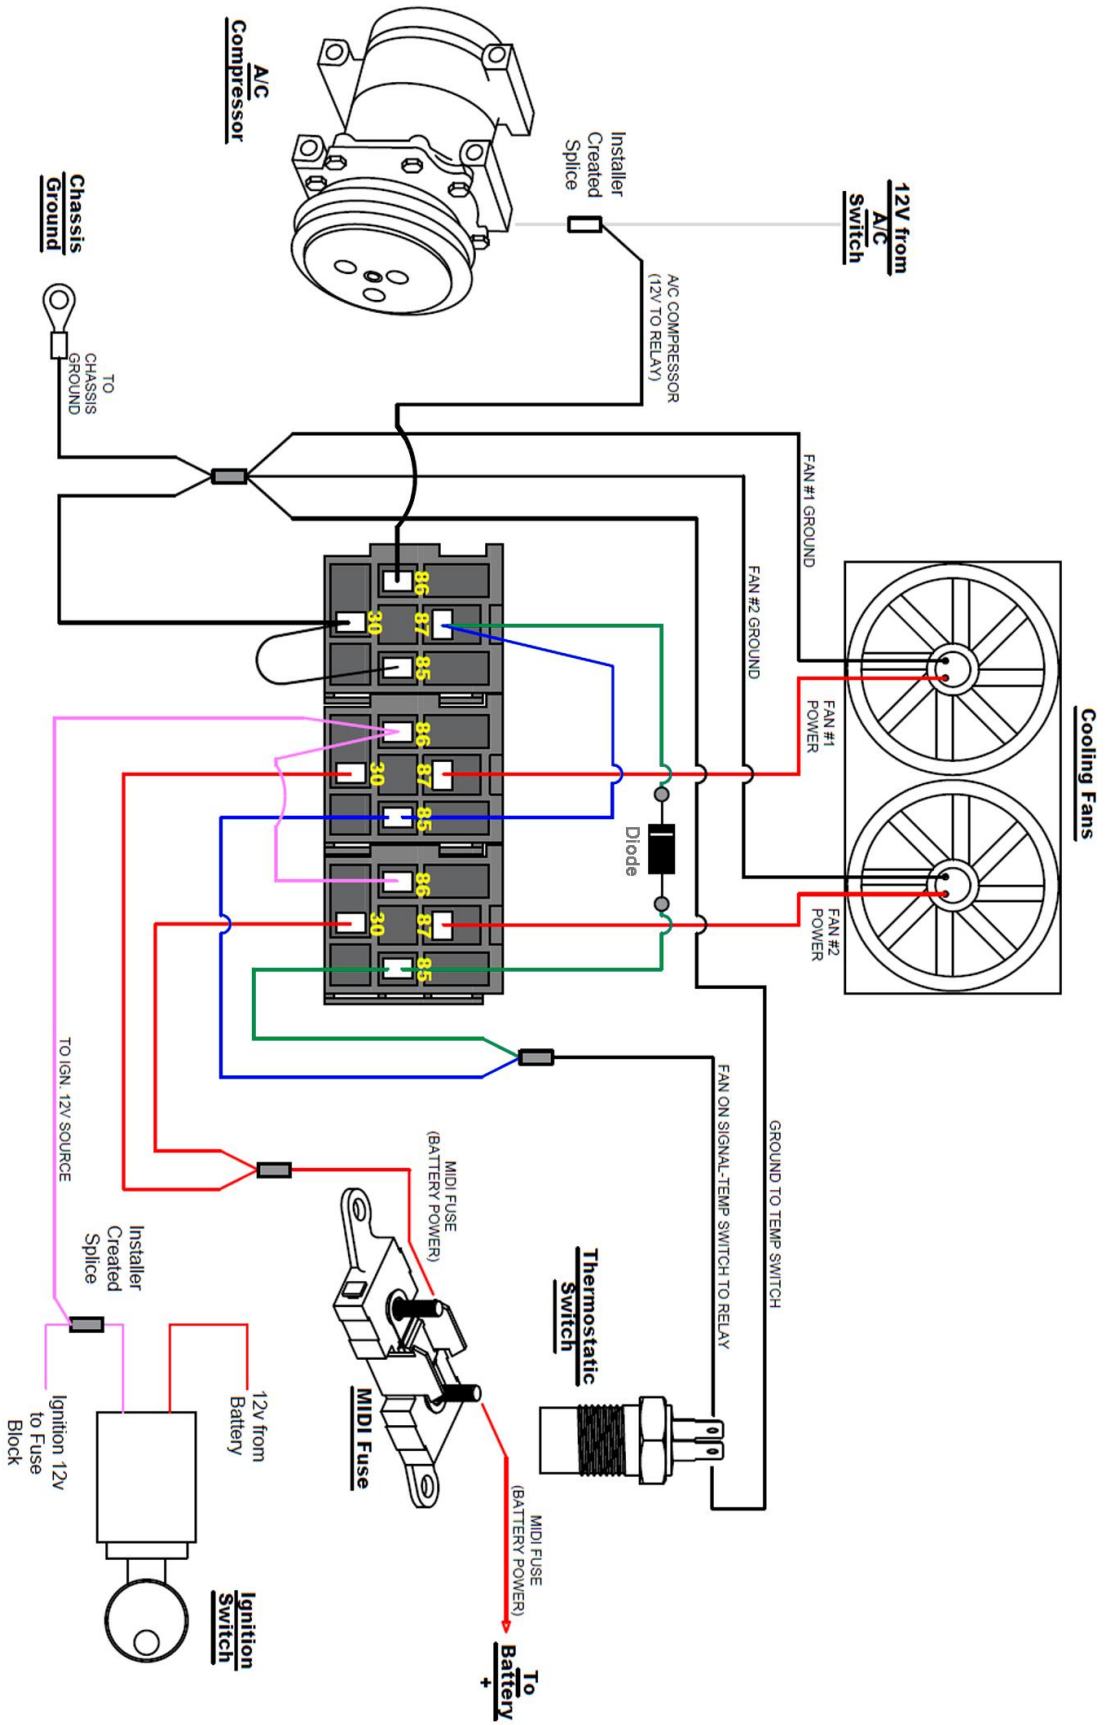 Cooling Fans
12V from
A/C
Switch
Installer
Created
Splice
A/C
Compressor
A/C COMPRESSOR
(12V TO RELAY)
Chassis
Ground
TO
CHASSIS
GROUND
FAN #1 GROUND
FAN #2 GROUND
FAN #1
POWER
FAN #2
POWER
86
30
87
85
86
30
87
85
86
30
87
85
Diode
GROUND TO TEMP SWITCH
FAN ON SIGNAL-TEMP SWITCH TO RELAY
Thermostatic
Switch
MIDI FUSE
(BATTERY POWER)
MIDI Fuse
MIDI FUSE
(BATTERY POWER)
To
Battery
+
TO IGN. 12V SOURCE
Installer
Created
Splice
12v from
Battery
Ignition 12v
to Fuse
Block
Ignition
Switch